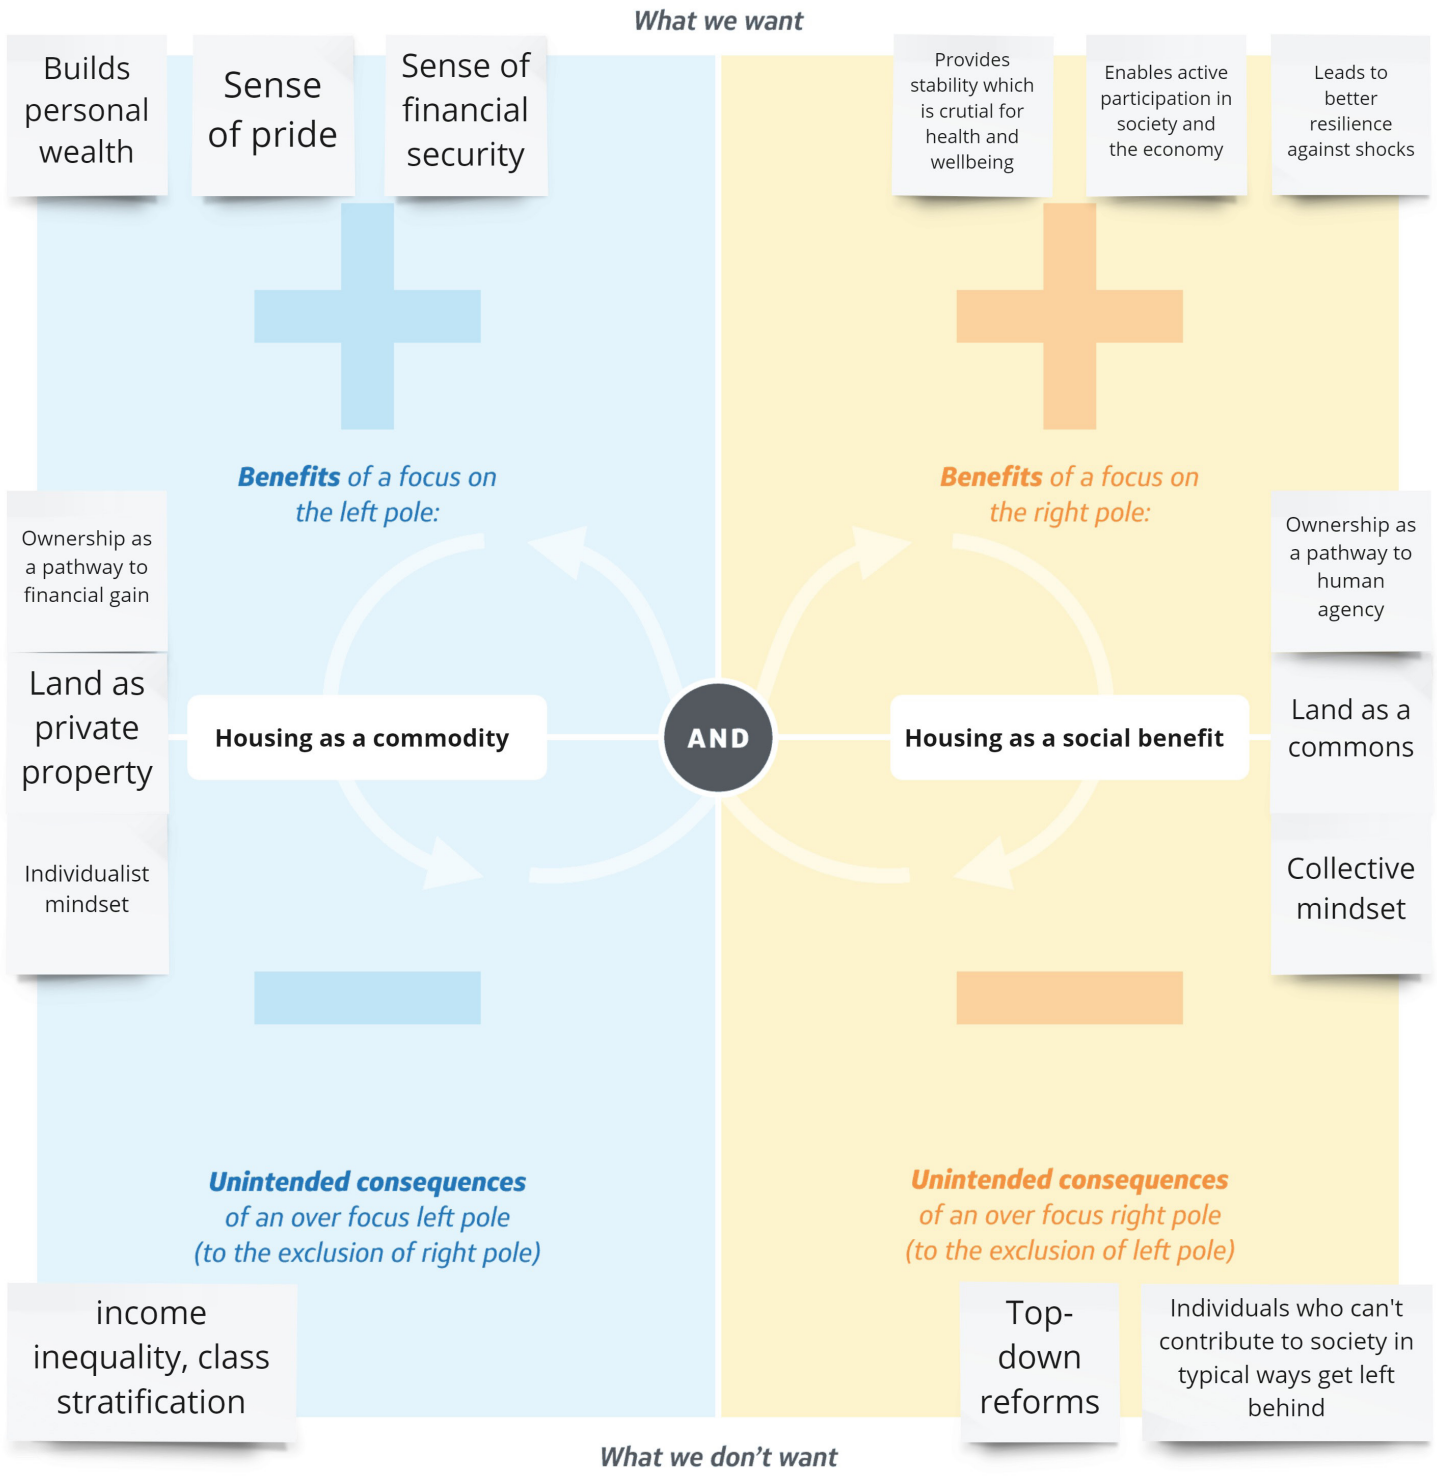 What we want
Builds
personal
wealth
Sense
of pride
Sense of
financial
security
Provides
stability which
is crutial for
health and
wellbeing
Enables active
participation in
society and
the economy
Leads to
better
resilience
against shocks
Benefits of a focus on
the left pole:
Benefits of a focus on
the right pole:
Ownership as
a pathway to
financial gain
Land as
private
property
Individualist
mindset
Housing as a commodity
AND
Housing as a social benefit
Ownership as
a pathway to
human
agency
Land as a
commons
Collective
mindset
Unintended consequences
of an over focus left pole
(to the exclusion of right pole)
Unintended consequences
of an over focus right pole
(to the exclusion of left pole)
income
inequality, class
stratification
Top-
down
reforms
Individuals who can't
contribute to society in
typical ways get left
behind
What we don’t want